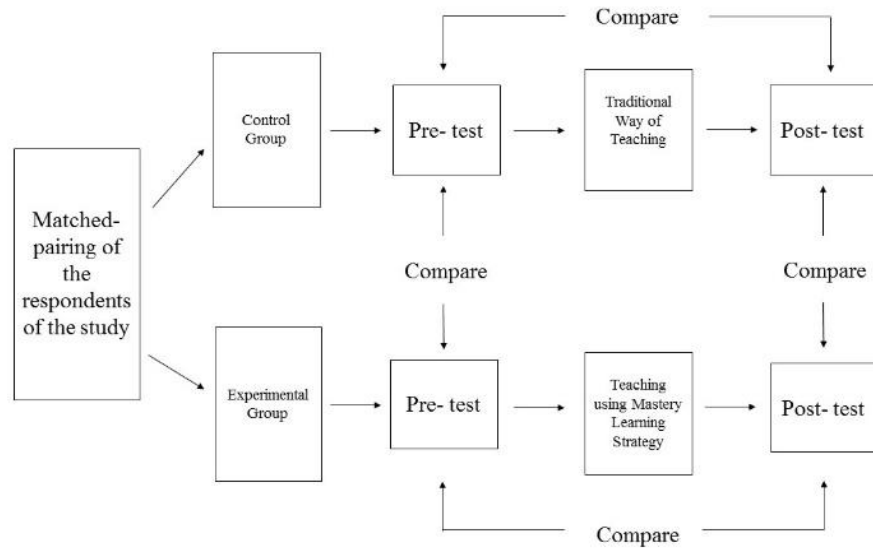 Compare
Control
Group
Pre- test
Traditional
Way of
Teaching
Post- test
Matched-
pairing of
the
respondents
of the study
Compare
Compare
Experimental
Group
Pre- test
Teaching
using Mastery
Learning
Strategy
Post- test
Compare